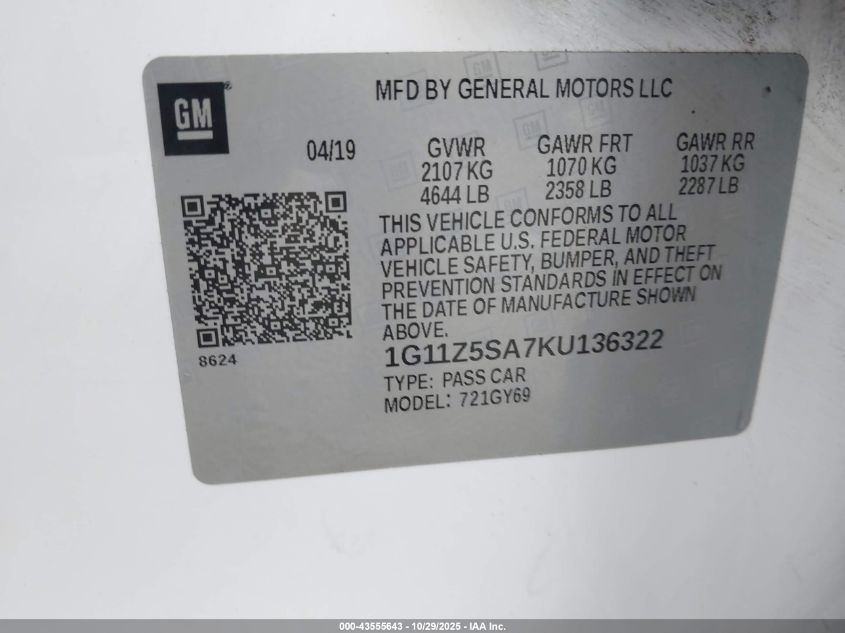 GM®
MFD BY GENERAL MOTORS LLC
04/19
GVWR
2107 KG
4644 LB
GAWR FRT
1070 KG
2358 LB
GAWR RR
1037 KG
2287 LB
THIS VEHICLE CONFORMS TO ALL
APPLICABLE U.S. FEDERAL MOTOR
VEHICLE SAFETY, BUMPER, AND THEFT
PREVENTION STANDARDS IN EFFECT ON
THE DATE OF MANUFACTURE SHOWN
ABOVE.
8624
1G11Z5SA7KU136322
TYPE: PASS CAR
MODEL: 721GY69
000-43555643 - 10/29/2025 - IAA Inc.